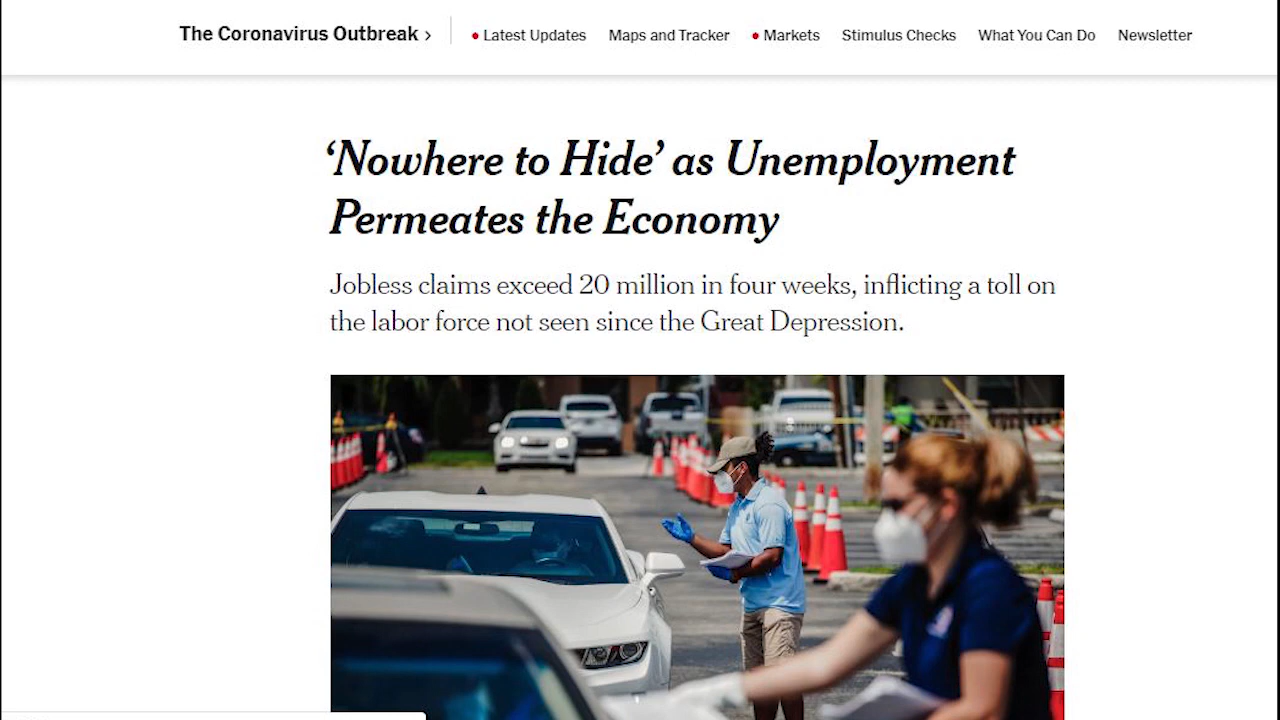 The Coronavirus Outbreak › Latest Updates Maps and Tracker Markets Stimulus Checks What You Can Do Newsletter
‘Nowhere to Hide’ as Unemployment
Permeates the Economy
Jobless claims exceed 20 million in four weeks, inflicting a toll on
the labor force not seen since the Great Depression.